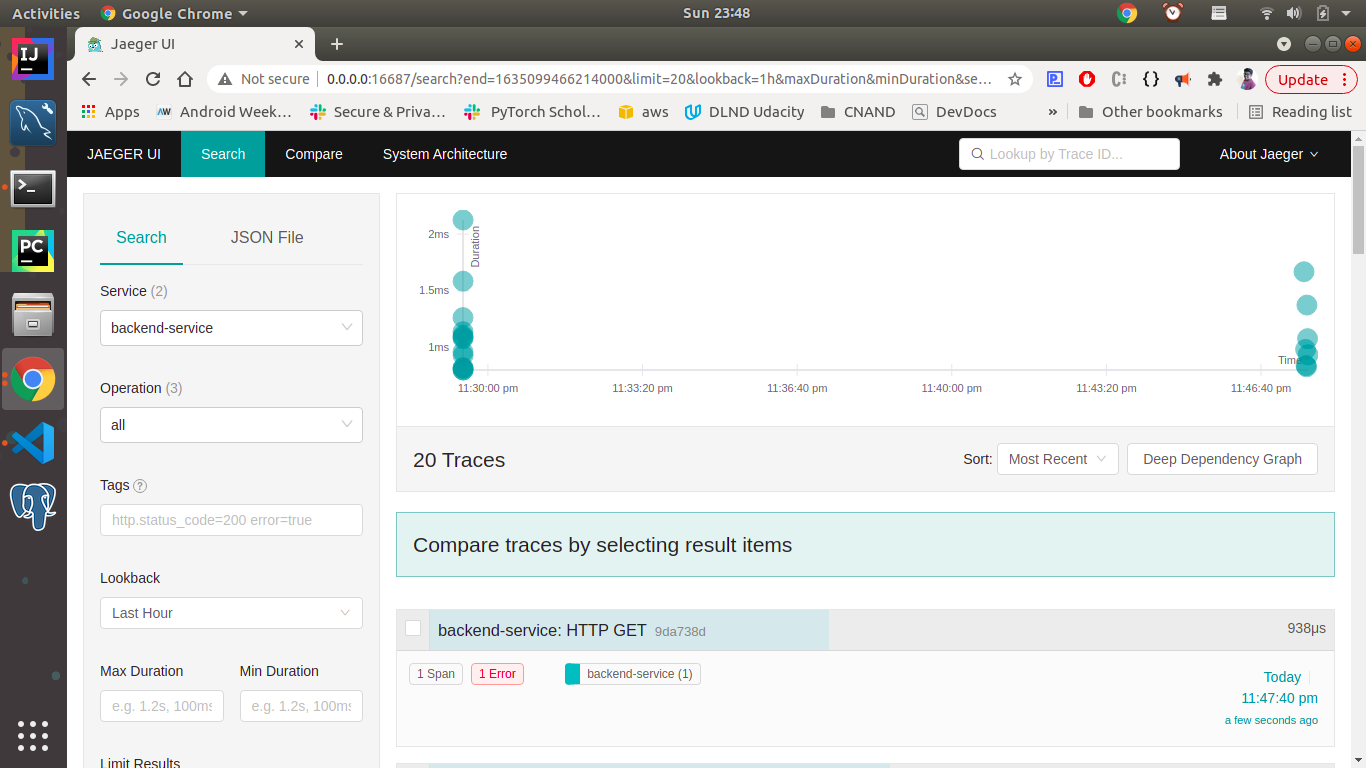 Activities Google Chrome Sun 23:48
Jaeger UI
Not secure 0.0.0.0:16687/search?end=1635099466214000&limit=20&lookback=1h&maxDuration&minDuration&se… Update
Apps Android Week… Secure & Priva… PyTorch Schol… aws DLND Udacity CNAND DevDocs » Other bookmarks Reading list
JAEGER UI Search Compare System Architecture Lookup by Trace ID... About Jaeger
Search JSON File
Service (2)
backend-service
Operation (3)
all
Tags ?
http.status_code=200 error=true
Lookback
Last Hour
Max Duration Min Duration
e.g. 1.2s, 100ms e.g. 1.2s, 100ms
Limit Results
Duration
2ms
1.5ms
1ms
Time
11:30:00 pm 11:33:20 pm 11:36:40 pm 11:40:00 pm 11:43:20 pm 11:46:40 pm
20 Traces Sort: Most Recent Deep Dependency Graph
Compare traces by selecting result items
backend-service: HTTP GET 9da738d 938μs
1 Span 1 Error backend-service (1) Today
11:47:40 pm
a few seconds ago
IJ
PC